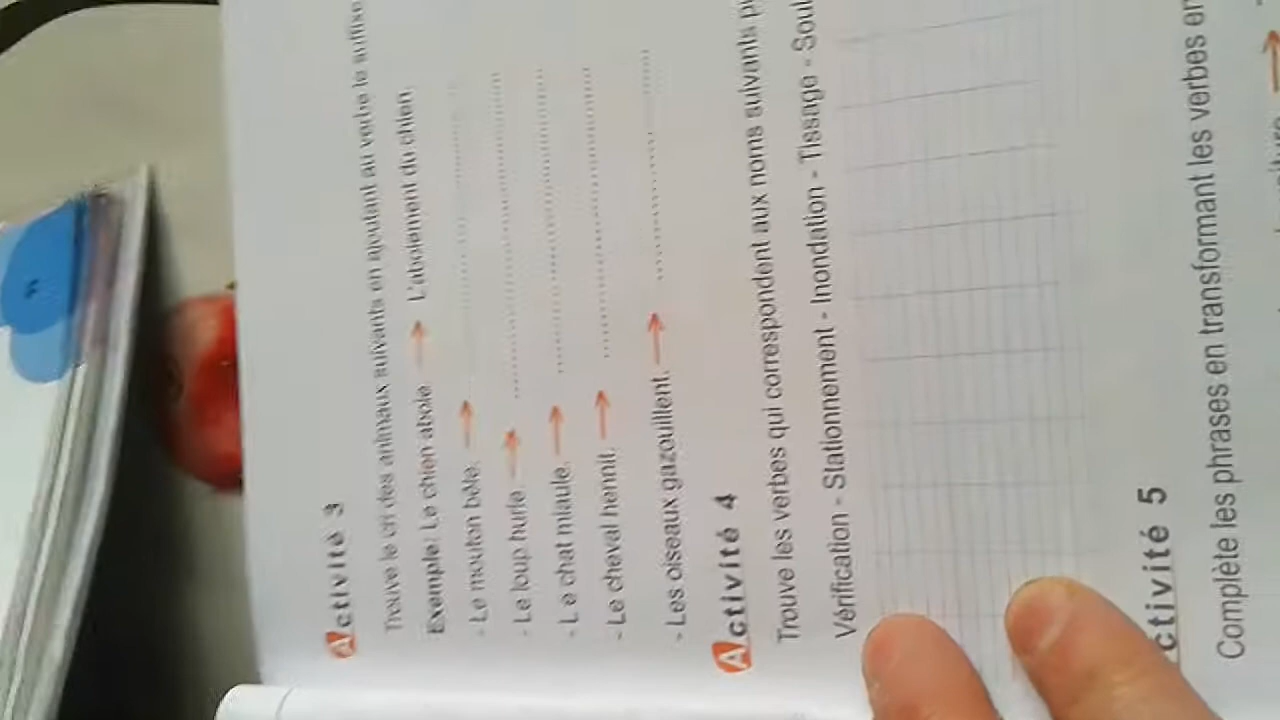 Activité 3
Trouve le cri des animaux suivants en ajoutant au verbe le suffixe
Exemple: Le chien aboie. → L'aboiement du chien.
- Le mouton bêle. →
- Le loup hurle. →
- Le chat miaule. →
- Le cheval hennit. →
- Les oiseaux gazouillent. →
Activité 4
Trouve les verbes qui correspondent aux noms suivants
Vérification - Stationnement - Inondation - Tissage -
ctivité 5
Complète les phrases en transformant les verbes